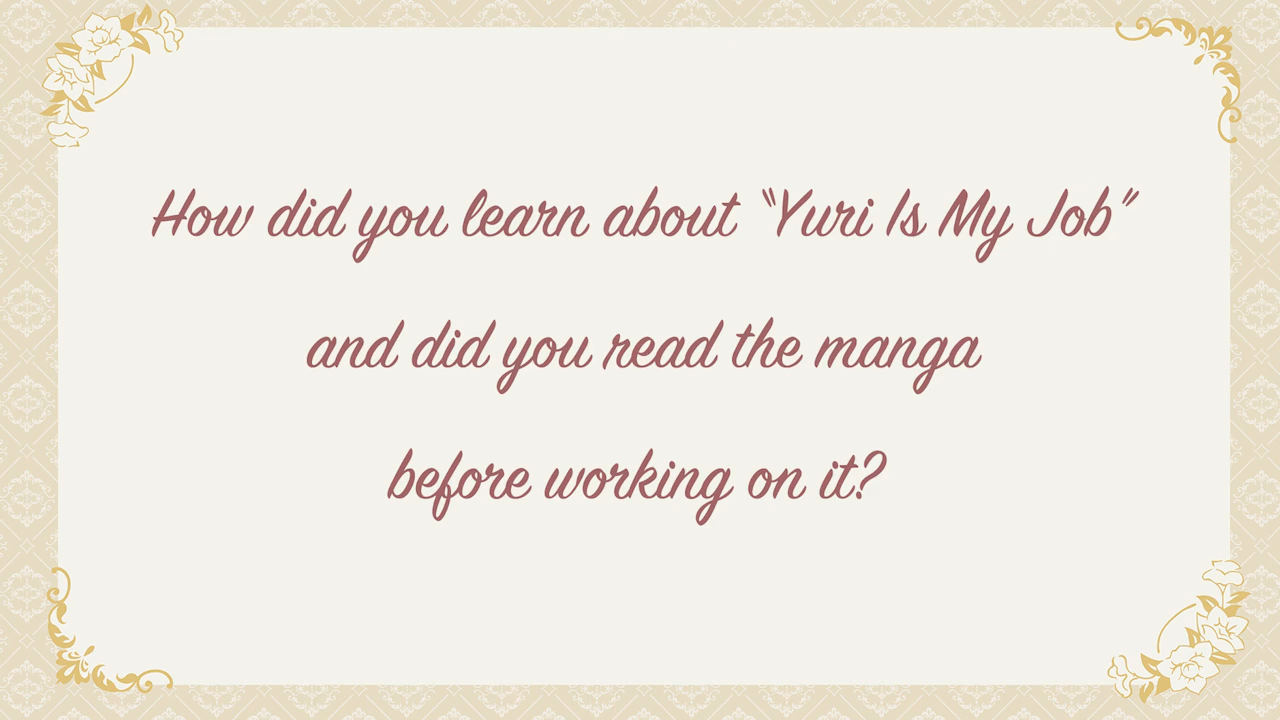 How did you learn about “Yuri Is My Job”
and did you read the manga
before working on it?